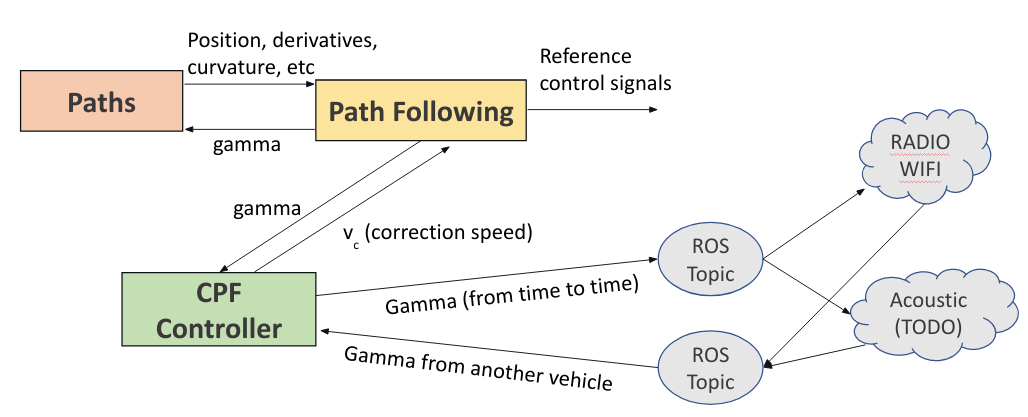 Position, derivatives,
curvature, etc
Reference
control signals
Paths
Path Following
gamma
RADIO
WIFI
gamma
v_c (correction speed)
ROS
Topic
CPF
Controller
Gamma (from time to time)
Acoustic
(TODO)
Gamma from another vehicle
ROS
Topic